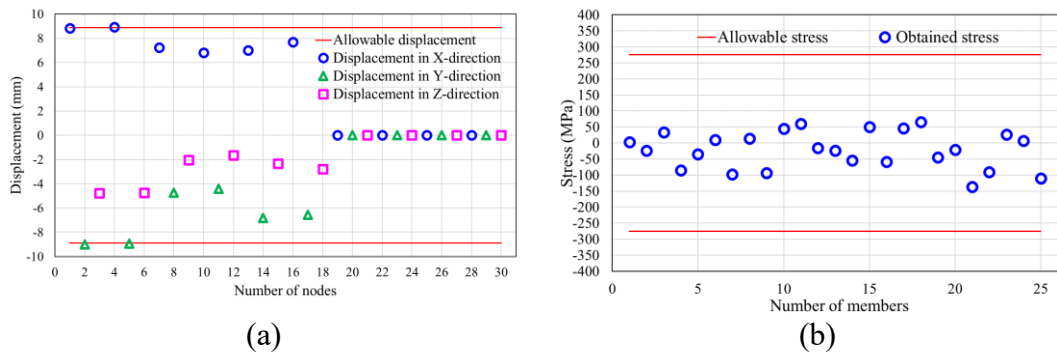 10
8
6
4
2
0
-2
-4
-6
-8
-10
Displacement (mm)
Allowable displacement
Displacement in X-direction
Displacement in Y-direction
Displacement in Z-direction
0 2 4 6 8 10 12 14 16 18 20 22 24 26 28 30
Number of nodes
(a)
400
350
300
250
200
150
100
50
0
-50
-100
-150
-200
-250
-300
-350
-400
Stress (MPa)
Allowable stress Obtained stress
0 5 10 15 20 25
Number of members
(b)